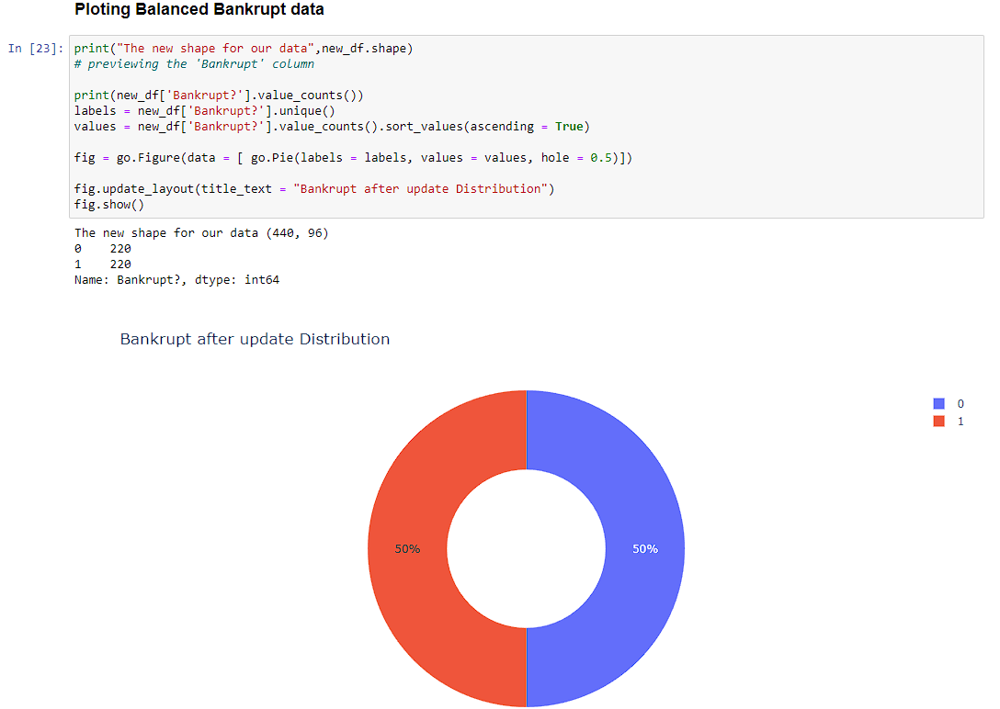 Ploting Balanced Bankrupt data
In [23]:
print("The new shape for our data",new_df.shape)
# previewing the 'Bankrupt' column
print(new_df['Bankrupt?'].value_counts())
labels = new_df['Bankrupt?'].unique()
values = new_df['Bankrupt?'].value_counts().sort_values(ascending = True)
fig = go.Figure(data = [ go.Pie(labels = labels, values = values, hole = 0.5)])
fig.update_layout(title_text = "Bankrupt after update Distribution")
fig.show()
The new shape for our data (440, 96)
0    220
1    220
Name: Bankrupt?, dtype: int64
Bankrupt after update Distribution
0
1
50%
50%